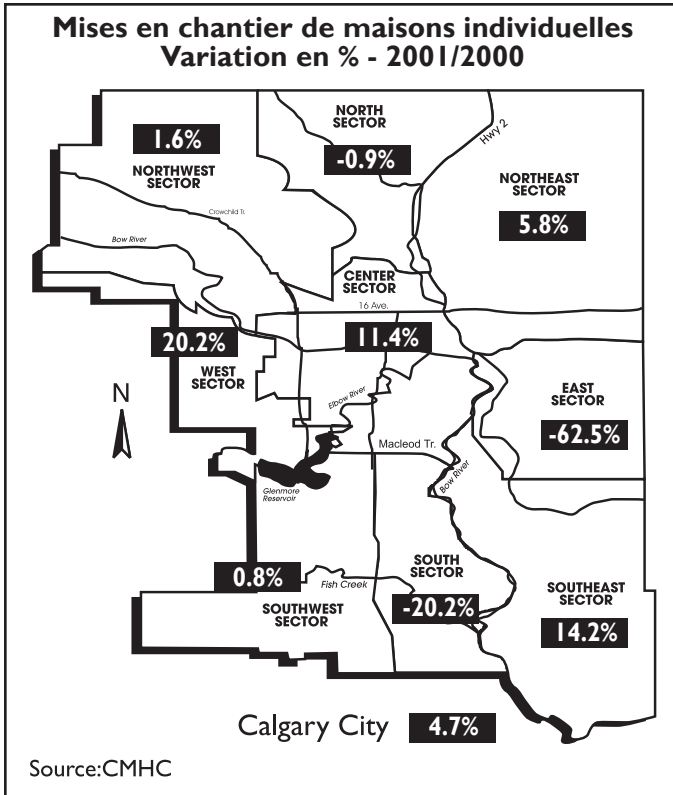 Mises en chantier de maisons individuelles
Variation en % - 2001/2000
NORTH
SECTOR
-0.9%
1.6%
NORTHWEST
SECTOR
Hwy 2
NORTHEAST
SECTOR
5.8%
Crowchild Tr.
Bow River
CENTER
SECTOR
16 Ave.
11.4%
20.2%
WEST
SECTOR
N
Elbow River
EAST
SECTOR
-62.5%
Macleod Tr.
Bow River
Glenmore
Reservoir
0.8%
Fish Creek
SOUTHWEST
SECTOR
SOUTH
SECTOR
-20.2%
SOUTHEAST
SECTOR
14.2%
Calgary City 4.7%
Source:CMHC